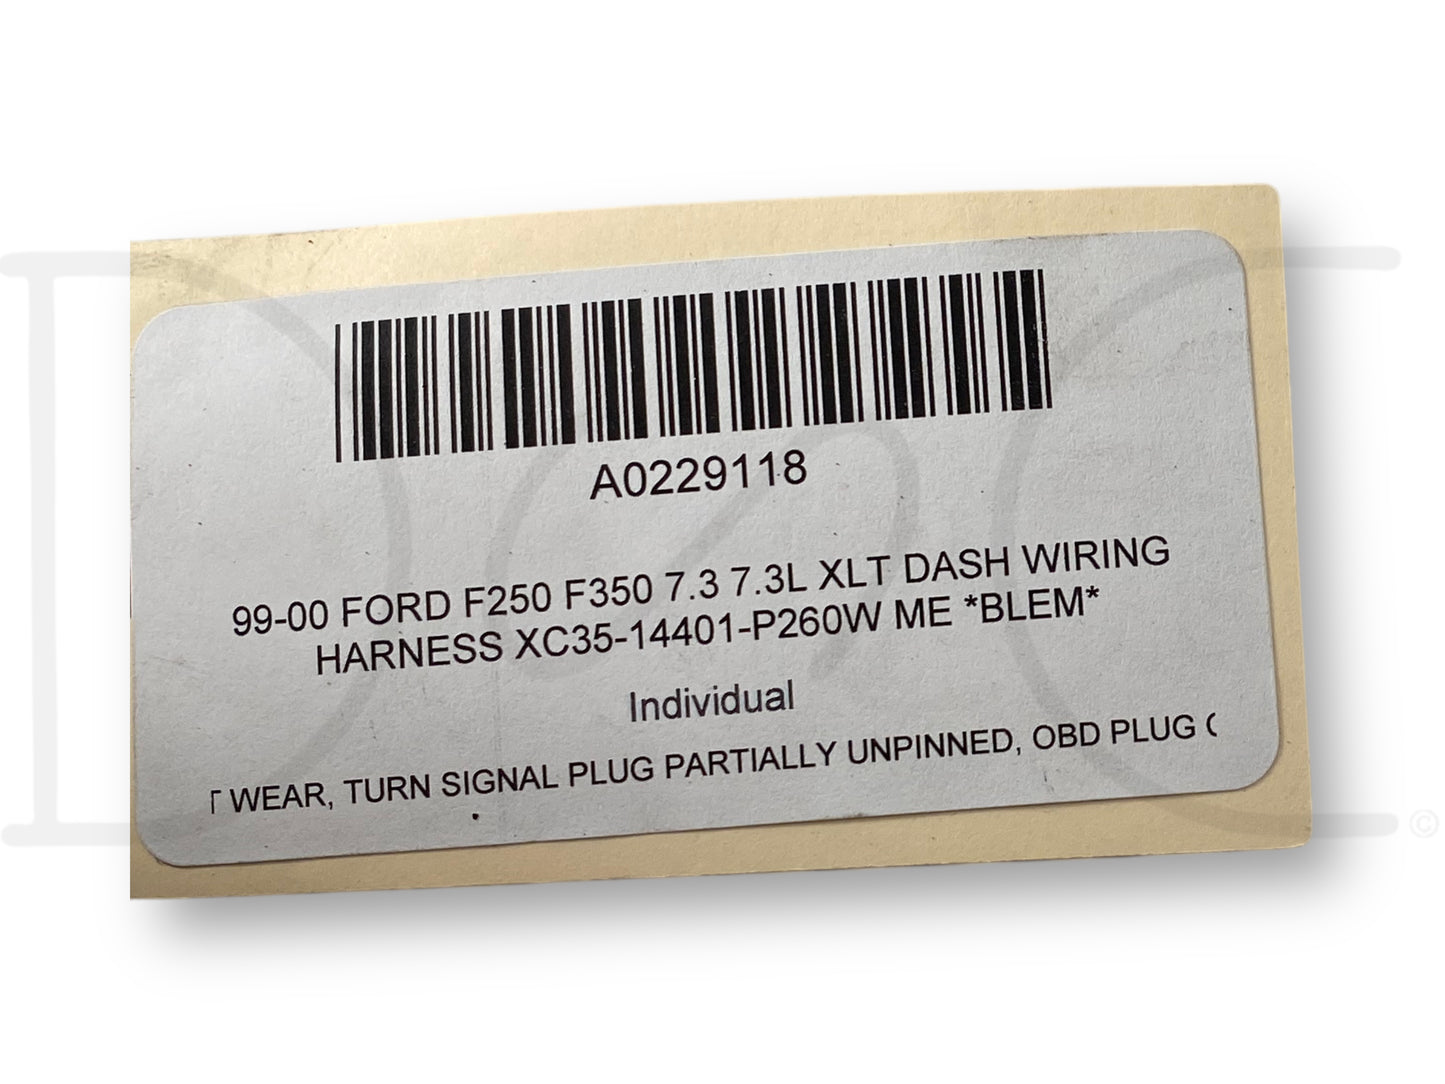 A0229118
99-00 FORD F250 F350 7.3 7.3L XLT DASH WIRING
HARNESS XC35-14401-P260W ME *BLEM*
Individual
WEAR, TURN SIGNAL PLUG PARTIALLY UNPINNED, OBD PLUG
©